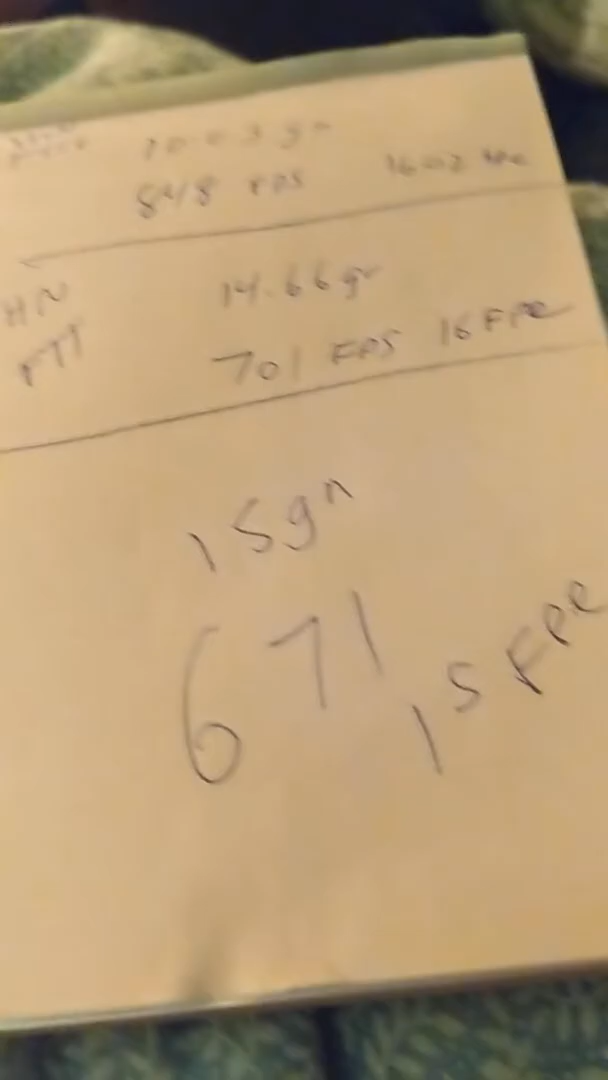 10.03 gr
848 FPS 16.02 FPE
HN 14.66 gr
FTT 701 FPS 16 FPE
15 gr
671 15 FPE